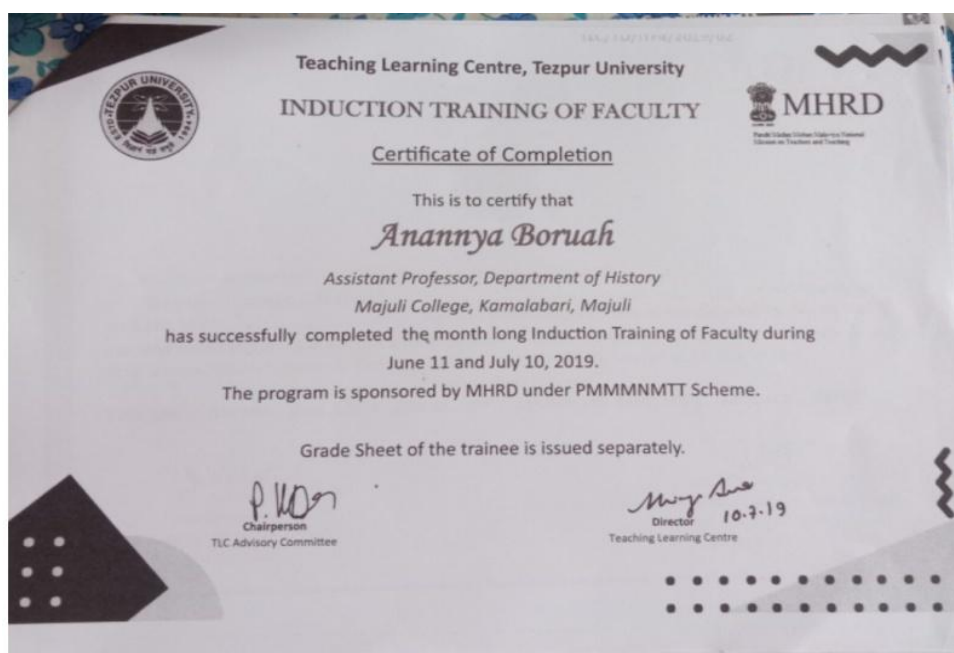 Teaching Learning Centre, Tezpur University
TEZPUR UNIVERSITY
INDUCTION TRAINING OF FACULTY
MHRD
Certificate of Completion
This is to certify that
Anannya Boruah
Assistant Professor, Department of History
Majuli College, Kamalabari, Majuli
has successfully completed the month long Induction Training of Faculty during
June 11 and July 10, 2019.
The program is sponsored by MHRD under PMMMNMTT Scheme.
Grade Sheet of the trainee is issued separately.
Chairperson
TLC Advisory Committee
10-7-19
Director
Teaching Learning Centre